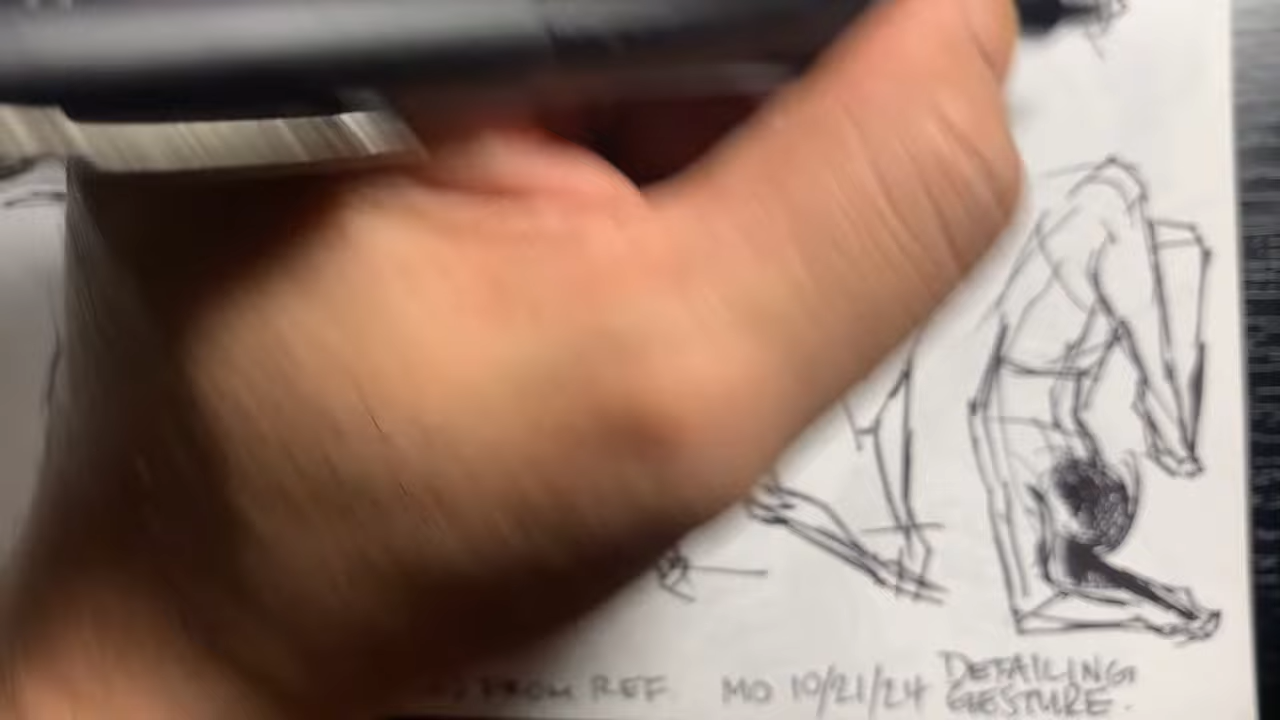 FROM REF. MO 10/21/24 DETAILING,
GESTURE.